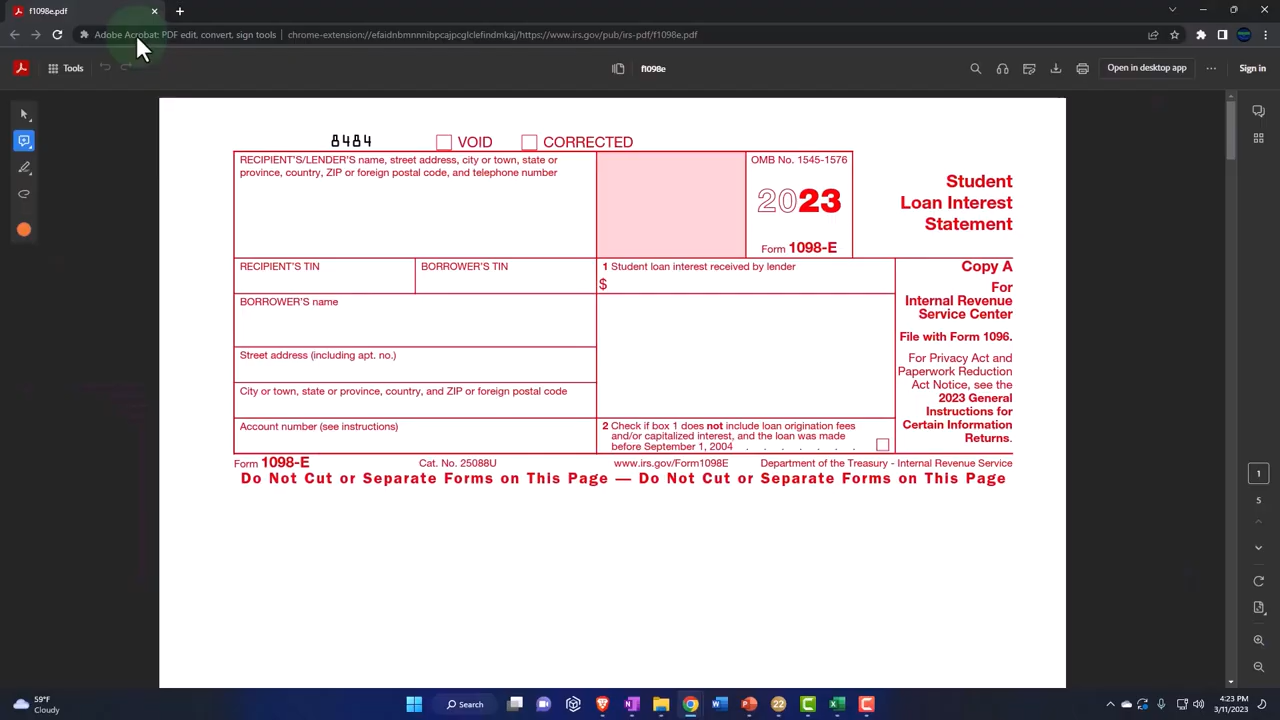 f1098e.pdf
Adobe Acrobat: PDF edit, convert, sign tools | chrome-extension://efaidnbmnnnibpcajpcglclefindmkaj/https://www.irs.gov/pub/irs-pdf/f1098e.pdf
Tools
f1098e
Open in desktop app
Sign in
8484
VOID
CORRECTED
RECIPIENT'S/LENDER'S name, street address, city or town, state or
province, country, ZIP or foreign postal code, and telephone number
OMB No. 1545-1576
2023
Form 1098-E
Student
Loan Interest
Statement
RECIPIENT'S TIN
BORROWER'S TIN
1 Student loan interest received by lender
$
Copy A
For
Internal Revenue
Service Center
File with Form 1096.
For Privacy Act and
Paperwork Reduction
Act Notice, see the
2023 General
Instructions for
Certain Information
Returns.
BORROWER'S name
Street address (including apt. no.)
City or town, state or province, country, and ZIP or foreign postal code
Account number (see instructions)
2 Check if box 1 does not include loan origination fees
and/or capitalized interest, and the loan was made
before September 1, 2004 . . . . . . .
Form 1098-E
Cat. No. 25088U
www.irs.gov/Form1098E
Department of the Treasury - Internal Revenue Service
Do Not Cut or Separate Forms on This Page — Do Not Cut or Separate Forms on This Page
1
5
59°F
Cloudy
Search
22
4:23 PM
3/11/2023